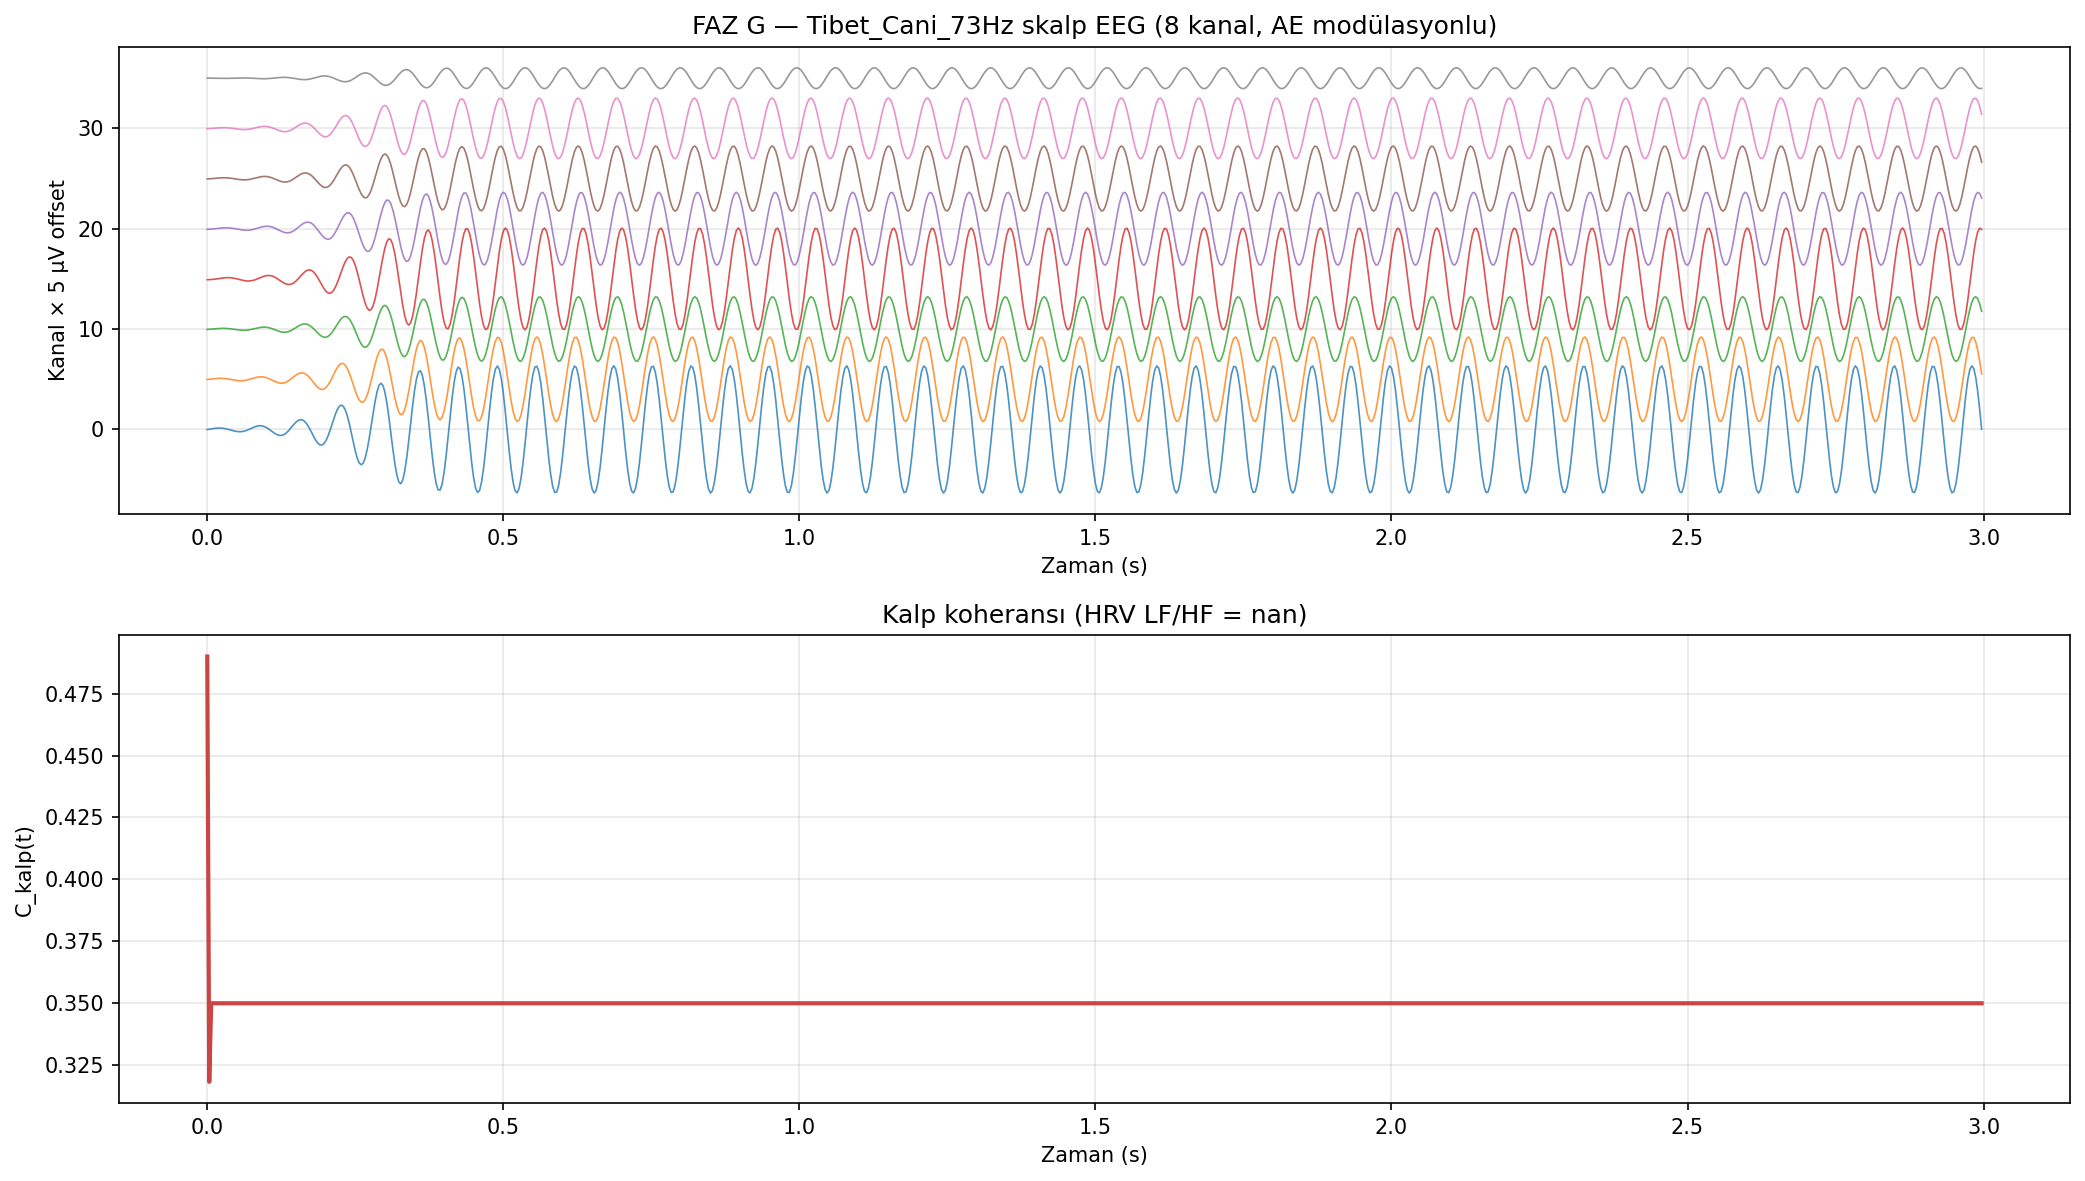 FAZ G — Tibet_Cani_73Hz skalp EEG (8 kanal, AE modülasyonlu)
Kanal × 5 µV offset
30
20
10
0
0.0 0.5 1.0 1.5 2.0 2.5 3.0
Zaman (s)
Kalp koheransı (HRV LF/HF = nan)
C_kalp(t)
0.475
0.450
0.425
0.400
0.375
0.350
0.325
0.0 0.5 1.0 1.5 2.0 2.5 3.0
Zaman (s)